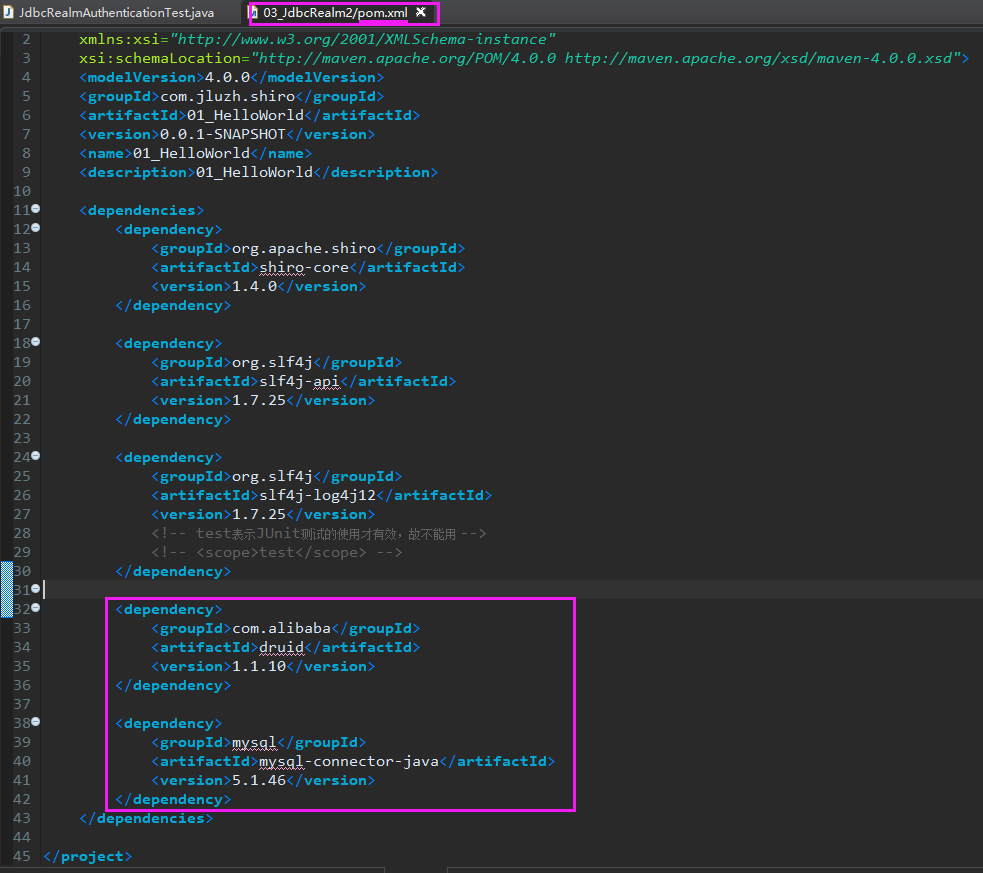 JdbcRealmAuthenticationTest.java 03_JdbcRealm2/pom.xml
2 xmlns:xsi="http://www.w3.org/2001/XMLSchema-instance"
3 xsi:schemaLocation="http://maven.apache.org/POM/4.0.0 http://maven.apache.org/xsd/maven-4.0.0.xsd">
4 <modelVersion>4.0.0</modelVersion>
5 <groupId>com.jluzh.shiro</groupId>
6 <artifactId>01_HelloWorld</artifactId>
7 <version>0.0.1-SNAPSHOT</version>
8 <name>01_HelloWorld</name>
9 <description>01_HelloWorld</description>
10
11 <dependencies>
12 <dependency>
13 <groupId>org.apache.shiro</groupId>
14 <artifactId>shiro-core</artifactId>
15 <version>1.4.0</version>
16 </dependency>
17
18 <dependency>
19 <groupId>org.slf4j</groupId>
20 <artifactId>slf4j-api</artifactId>
21 <version>1.7.25</version>
22 </dependency>
23
24 <dependency>
25 <groupId>org.slf4j</groupId>
26 <artifactId>slf4j-log4j12</artifactId>
27 <version>1.7.25</version>
28 <!-- test表示JUnit测试的使用才有效，故不能用 -->
29 <!-- <scope>test</scope> -->
30 </dependency>
31
32 <dependency>
33 <groupId>com.alibaba</groupId>
34 <artifactId>druid</artifactId>
35 <version>1.1.10</version>
36 </dependency>
37
38 <dependency>
39 <groupId>mysql</groupId>
40 <artifactId>mysql-connector-java</artifactId>
41 <version>5.1.46</version>
42 </dependency>
43 </dependencies>
44
45 </project>